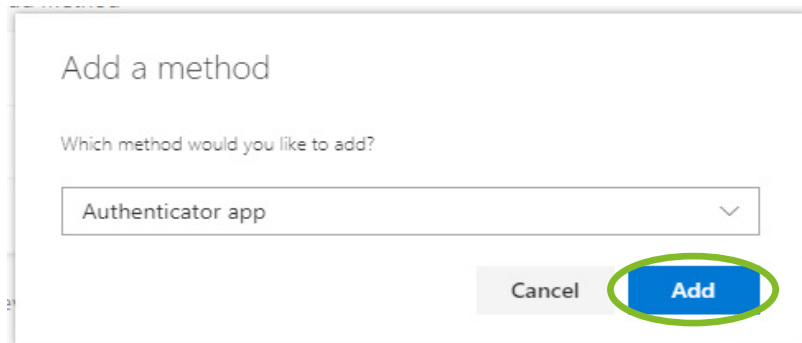 Add a method
Which method would you like to add?
Authenticator app
Cancel Add